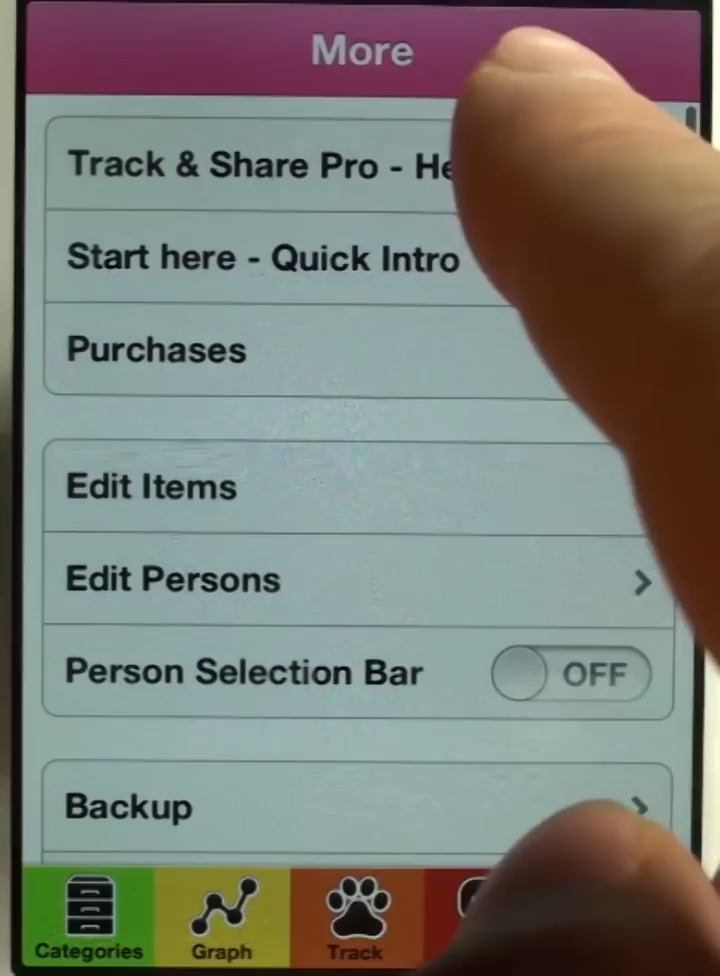 More
Track & Share Pro - He
Start here - Quick Intro
Purchases
Edit Items
Edit Persons
Person Selection Bar OFF
Backup
Categories Graph Track